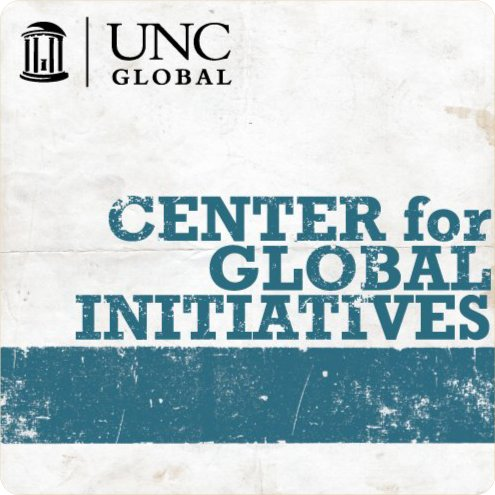 UNC
GLOBAL
CENTER for
GLOBAL
INITIATIVES